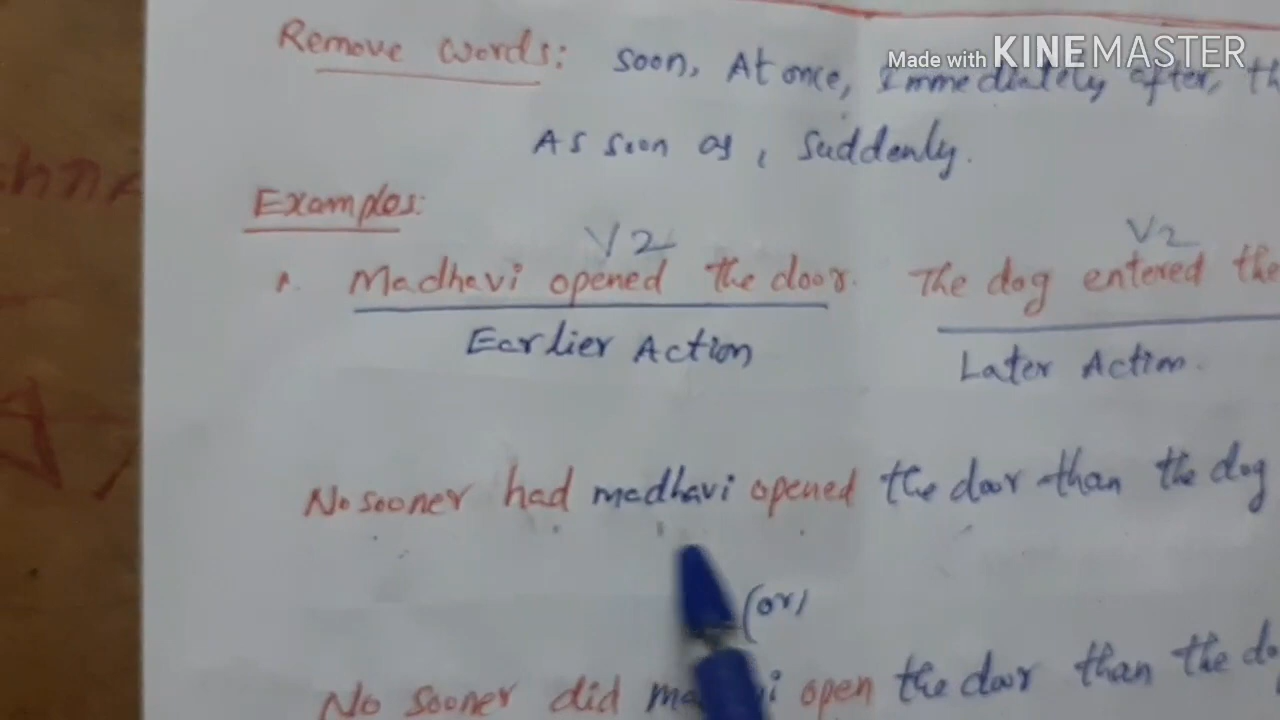 Made with KINEMASTER
Remove words: soon, At once, Immediately after, th
As soon as, suddenly.
Examples:
V2 V2
1. Madhavi opened the door. The dog entered the
Earlier Action Later Action.
No sooner had madhavi opened the door than the dog
(or)
No sooner did open the door than the do